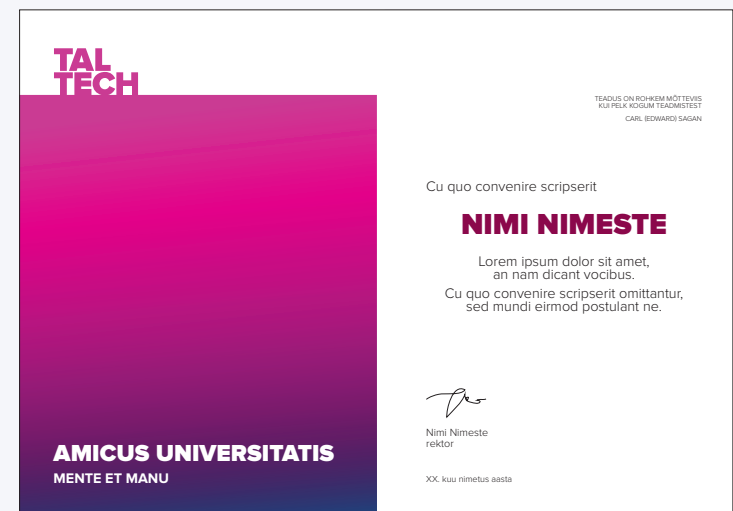 TAL
TECH
TEADUS ON ROHKEM MÕTTEVIIS
KUI PELK KOGUM TEADMISTEST
CARL (EDWARD) SAGAN
Cu quo convenire scripserit
NIMI NIMESTE
Lorem ipsum dolor sit amet,
an nam dicant vocibus.
Cu quo convenire scripserit omittantur,
sed mundi eirmod postulant ne.
Nimi Nimeste
rektor
XX. kuu nimetus aasta
AMICUS UNIVERSITATIS
MENTE ET MANU